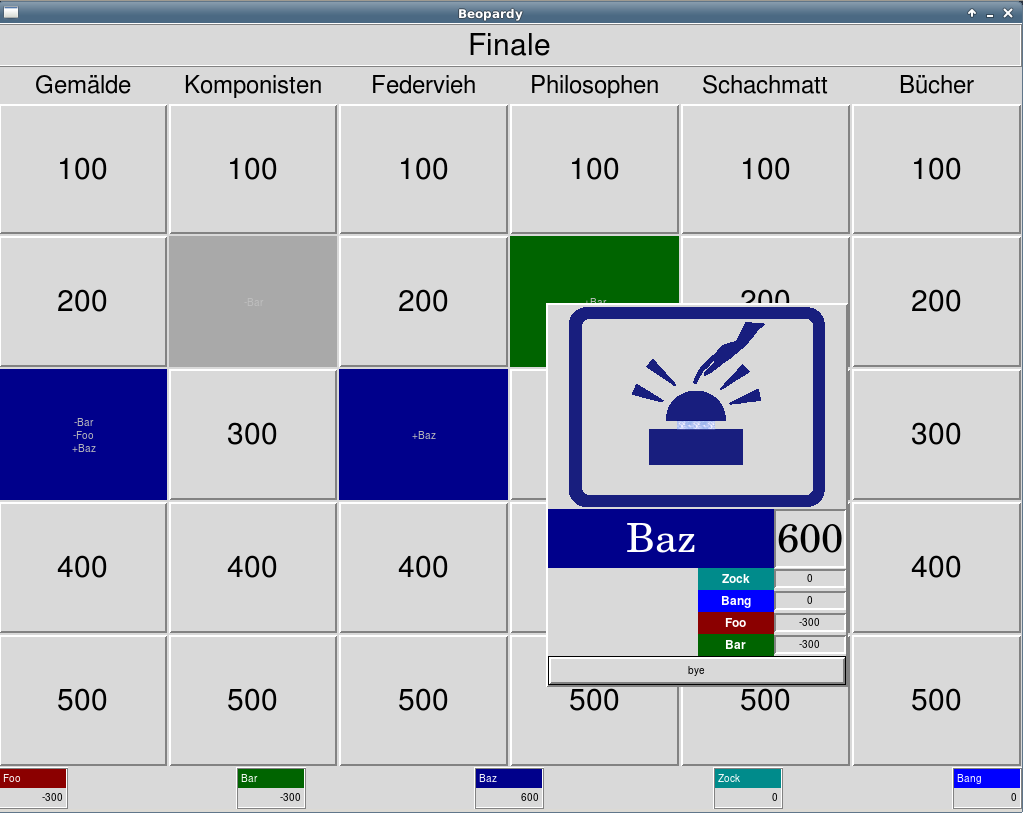 Beopardy
Finale
Gemälde Komponisten Federvieh Philosophen Schachmatt Bücher
100 100 100 100 100 100
200 -Bar 200 +Bar 200 200
-Bar
-Foo
+Baz
300 +Baz 300
400 400 400 400
500 500 500 500 500 500
Baz 600
Zock 0
Bang 0
Foo -300
Bar -300
bye
Foo Bar Baz Zock Bang
-300 -300 600 0 0